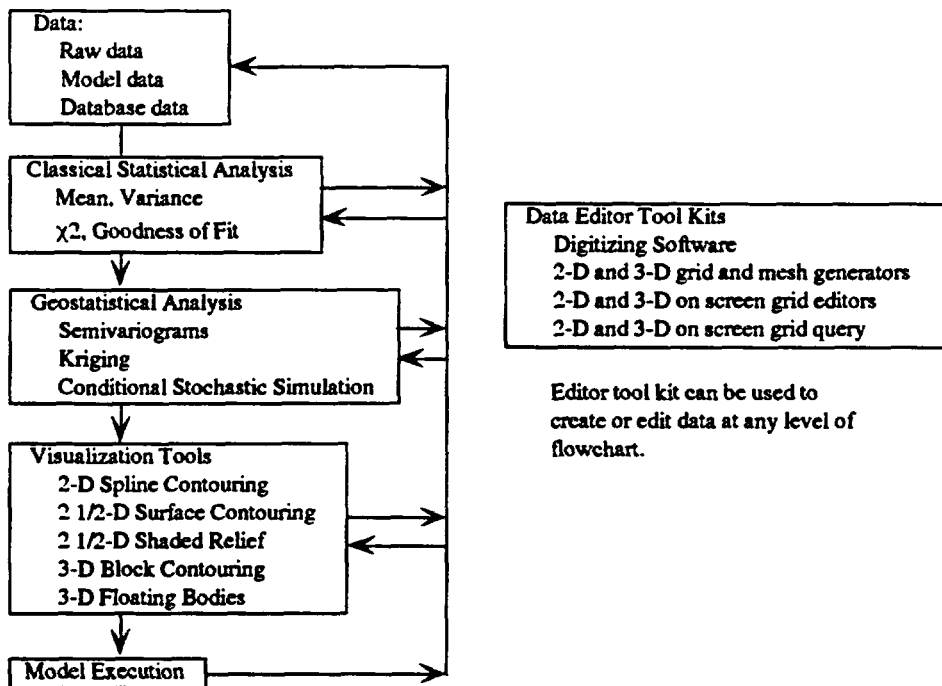 Data:
Raw data
Model data
Database data
Classical Statistical Analysis
Mean, Variance
χ2, Goodness of Fit
Geostatistical Analysis
Semivariograms
Kriging
Conditional Stochastic Simulation
Visualization Tools
2-D Spline Contouring
2 1/2-D Surface Contouring
2 1/2-D Shaded Relief
3-D Block Contouring
3-D Floating Bodies
Model Execution
Data Editor Tool Kits
Digitizing Software
2-D and 3-D grid and mesh generators
2-D and 3-D on screen grid editors
2-D and 3-D on screen grid query
Editor tool kit can be used to
create or edit data at any level of
flowchart.